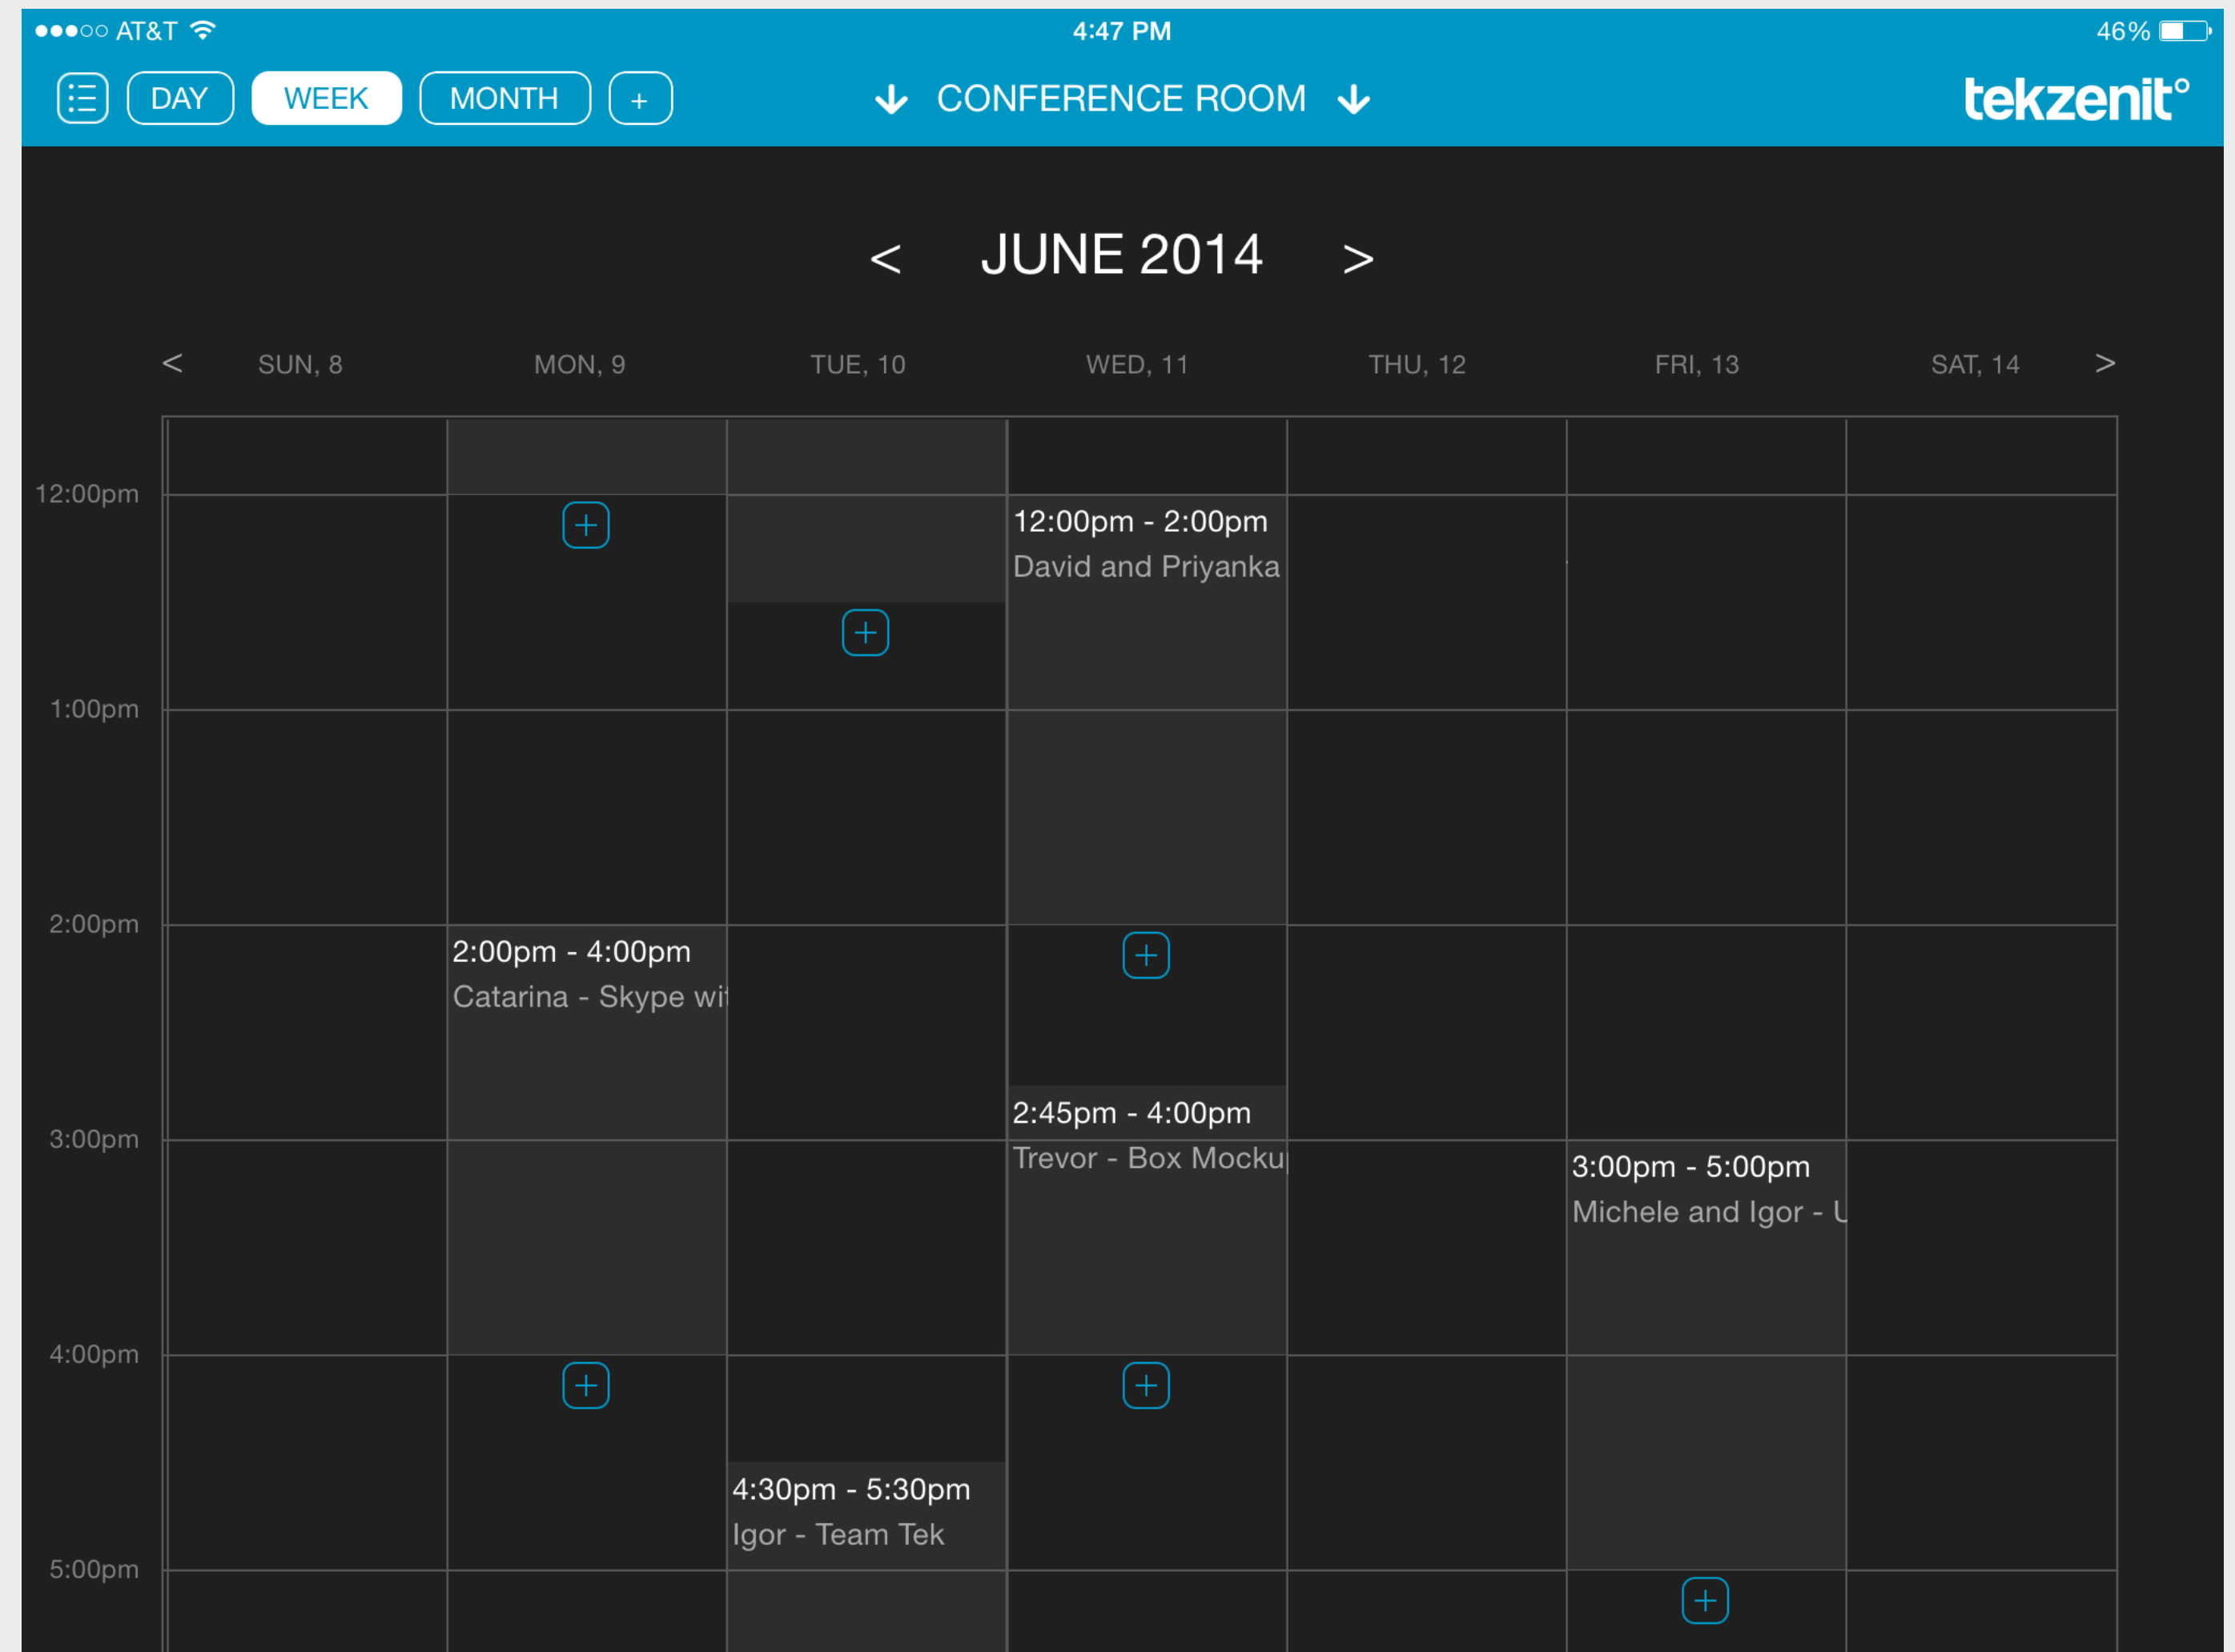 AT&T 4:47 PM 46%
DAY WEEK MONTH + CONFERENCE ROOM tekzenit°
< JUNE 2014 >
< SUN, 8 MON, 9 TUE, 10 WED, 11 THU, 12 FRI, 13 SAT, 14 >
12:00pm
+
12:00pm - 2:00pm
David and Priyanka
+
1:00pm
2:00pm
2:00pm - 4:00pm
Catarina - Skype wit
+
2:45pm - 4:00pm
3:00pm
Trevor - Box Mocku
3:00pm - 5:00pm
Michele and Igor - U
4:00pm
+ +
4:30pm - 5:30pm
Igor - Team Tek
5:00pm
+